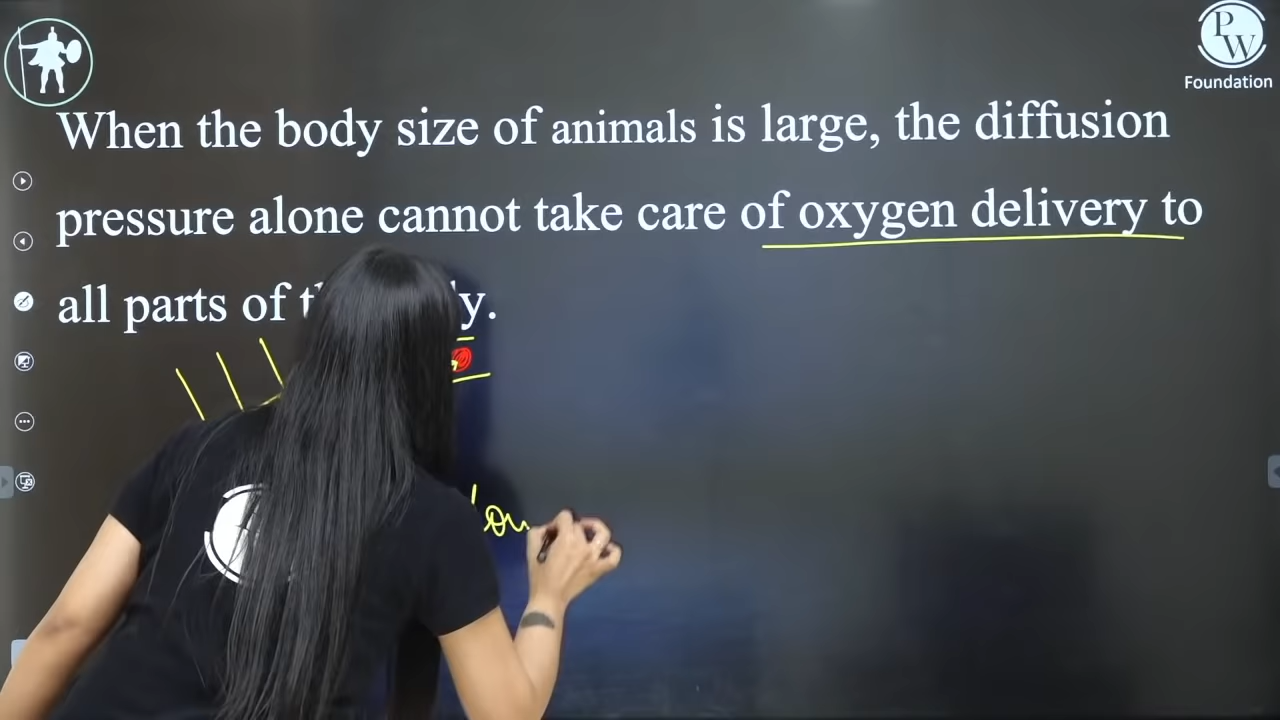 PW
Foundation
When the body size of animals is large, the diffusion
pressure alone cannot take care of oxygen delivery to
all parts of